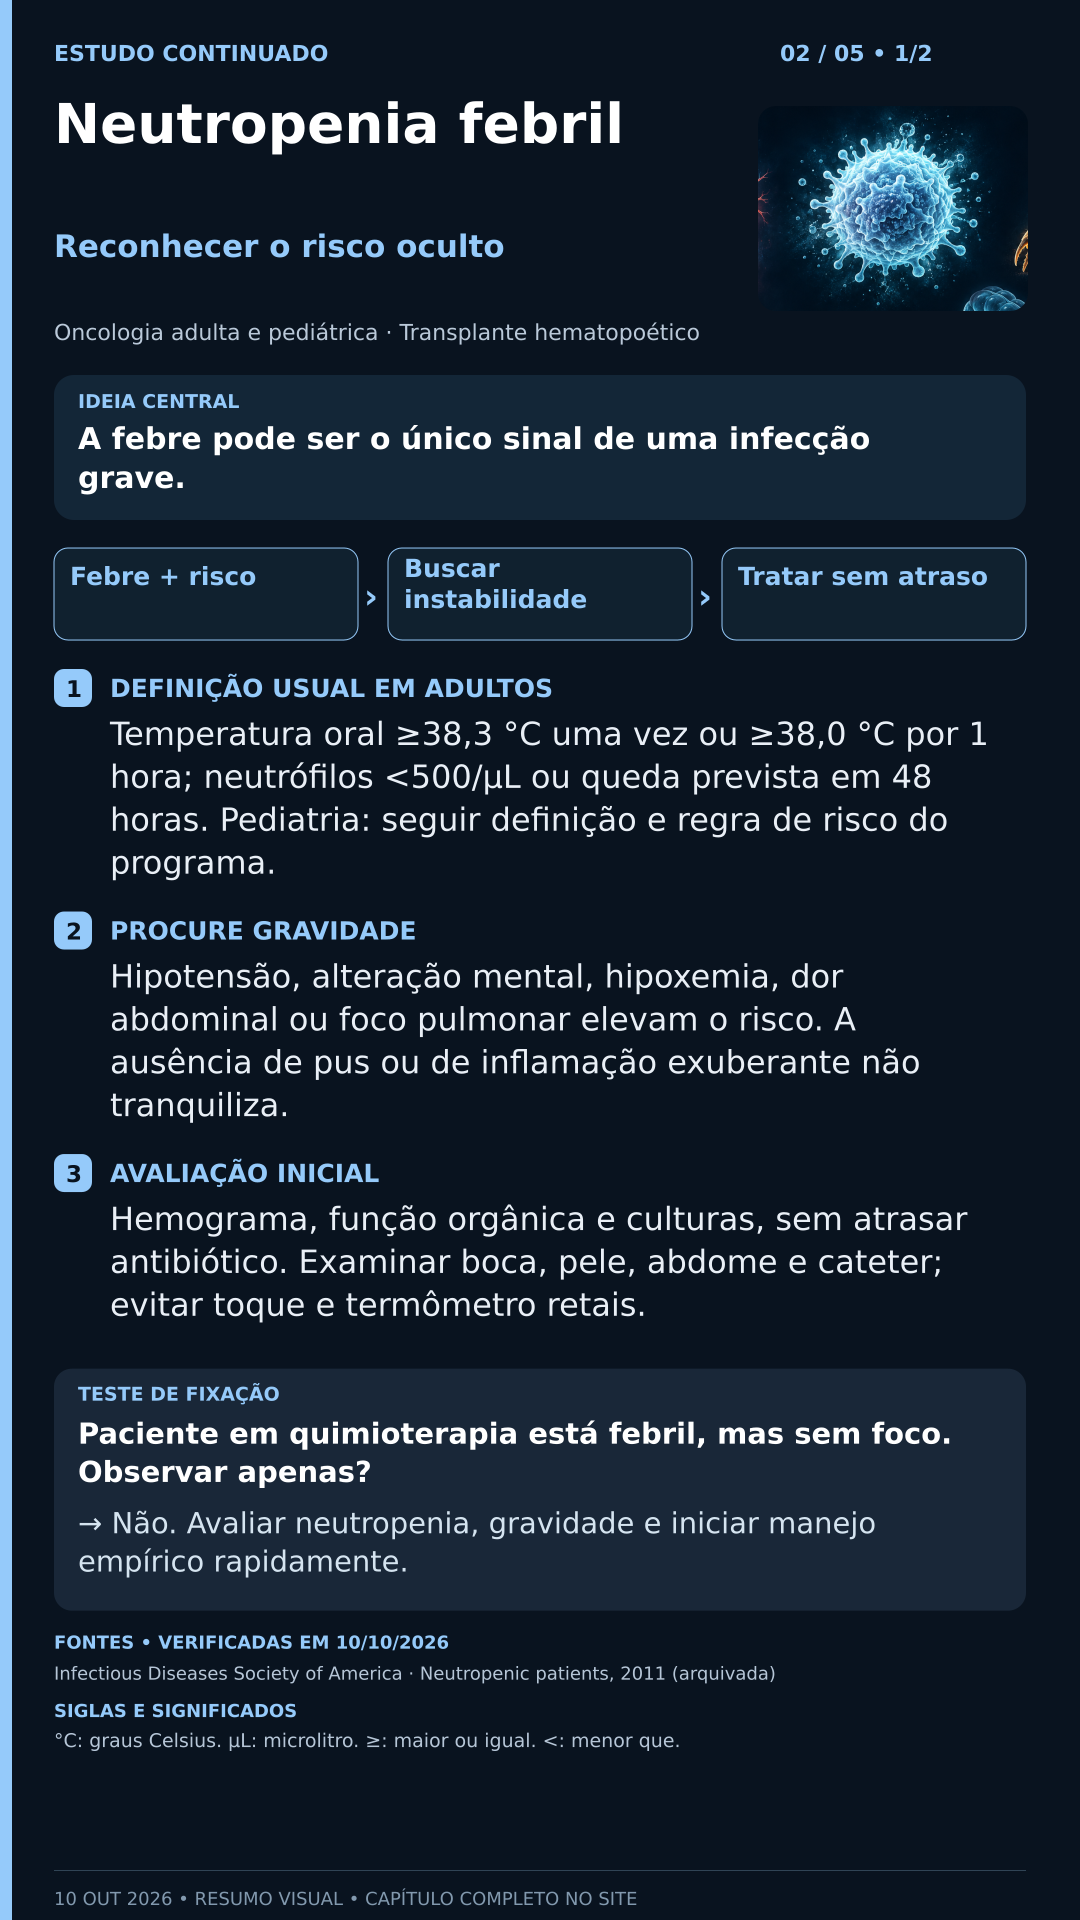 ESTUDO CONTINUADO
02 / 05 • 1/2
Neutropenia febril
Reconhecer o risco oculto
Oncologia adulta e pediátrica · Transplante hematopoético
IDEIA CENTRAL
A febre pode ser o único sinal de uma infecção
grave.
Febre + risco
›
Buscar
instabilidade
›
Tratar sem atraso
1 DEFINIÇÃO USUAL EM ADULTOS
Temperatura oral ≥38,3 °C uma vez ou ≥38,0 °C por 1
hora; neutrófilos <500/µL ou queda prevista em 48
horas. Pediatria: seguir definição e regra de risco do
programa.
2 PROCURE GRAVIDADE
Hipotensão, alteração mental, hipoxemia, dor
abdominal ou foco pulmonar elevam o risco. A
ausência de pus ou de inflamação exuberante não
tranquiliza.
3 AVALIAÇÃO INICIAL
Hemograma, função orgânica e culturas, sem atrasar
antibiótico. Examinar boca, pele, abdome e cateter;
evitar toque e termômetro retais.
TESTE DE FIXAÇÃO
Paciente em quimioterapia está febril, mas sem foco.
Observar apenas?
→ Não. Avaliar neutropenia, gravidade e iniciar manejo
empírico rapidamente.
FONTES • VERIFICADAS EM 10/10/2026
Infectious Diseases Society of America · Neutropenic patients, 2011 (arquivada)
SIGLAS E SIGNIFICADOS
°C: graus Celsius. µL: microlitro. ≥: maior ou igual. <: menor que.
10 OUT 2026 • RESUMO VISUAL • CAPÍTULO COMPLETO NO SITE